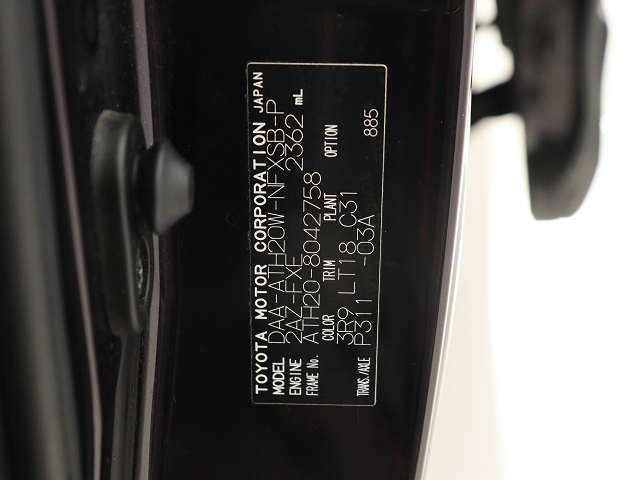 TOYOTA MOTOR CORPORATION JAPAN
MODEL DAA-ATH20W-NFXSB-P
ENGINE 2AZ-FXE 2362 mL
FRAME No. ATH20-8042758
COLOR TRIM PLANT OPTION
3R9 LT18 C31 885
TRANS./AXLE P311 -03A